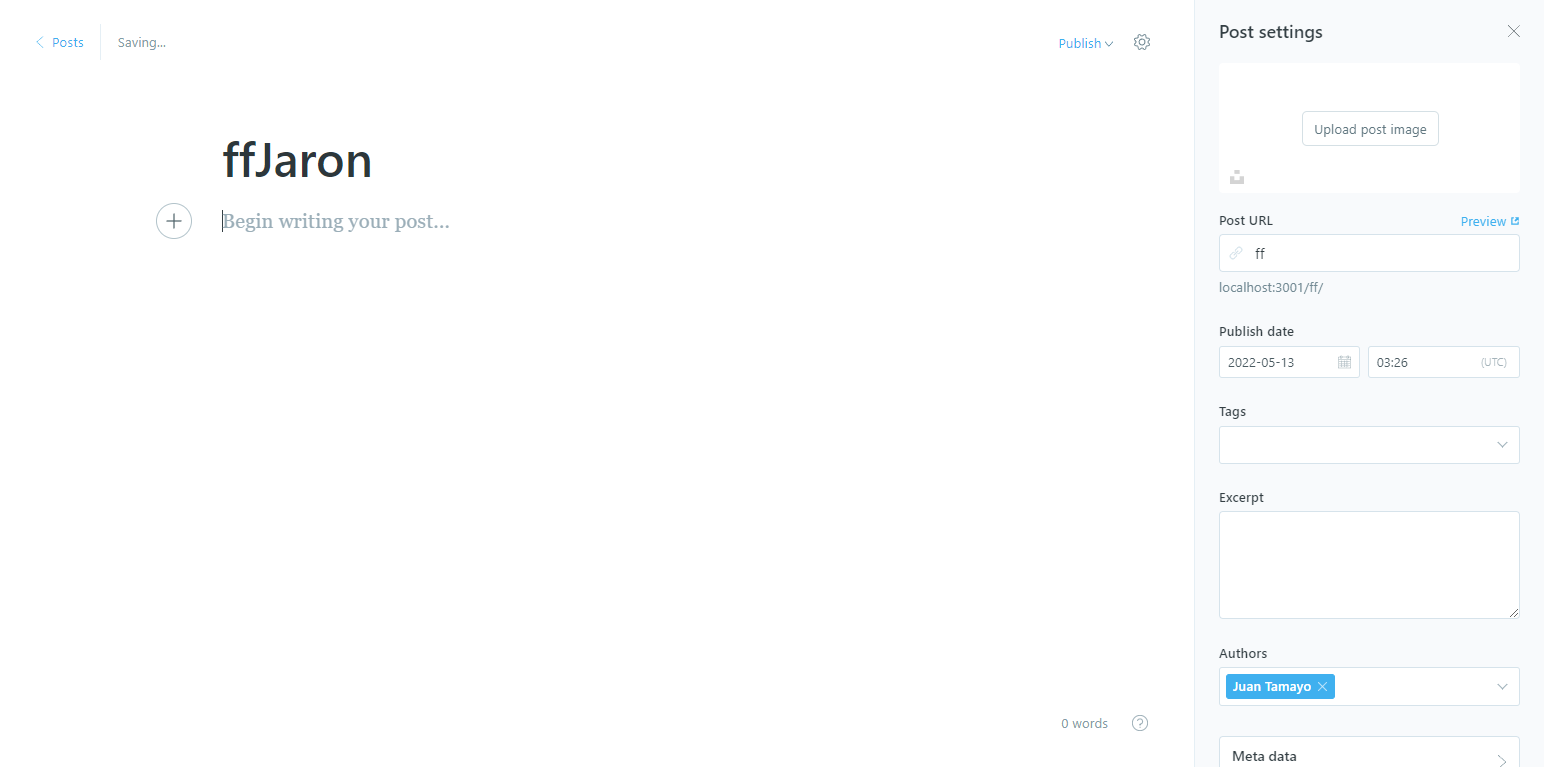 Posts
Saving...
Publish
ffJaron
Begin writing your post...
0 words
Post settings
Upload post image
Post URL
Preview
ff
localhost:3001/ff/
Publish date
2022-05-13
03:26
(UTC)
Tags
Excerpt
Authors
Juan Tamayo
Meta data